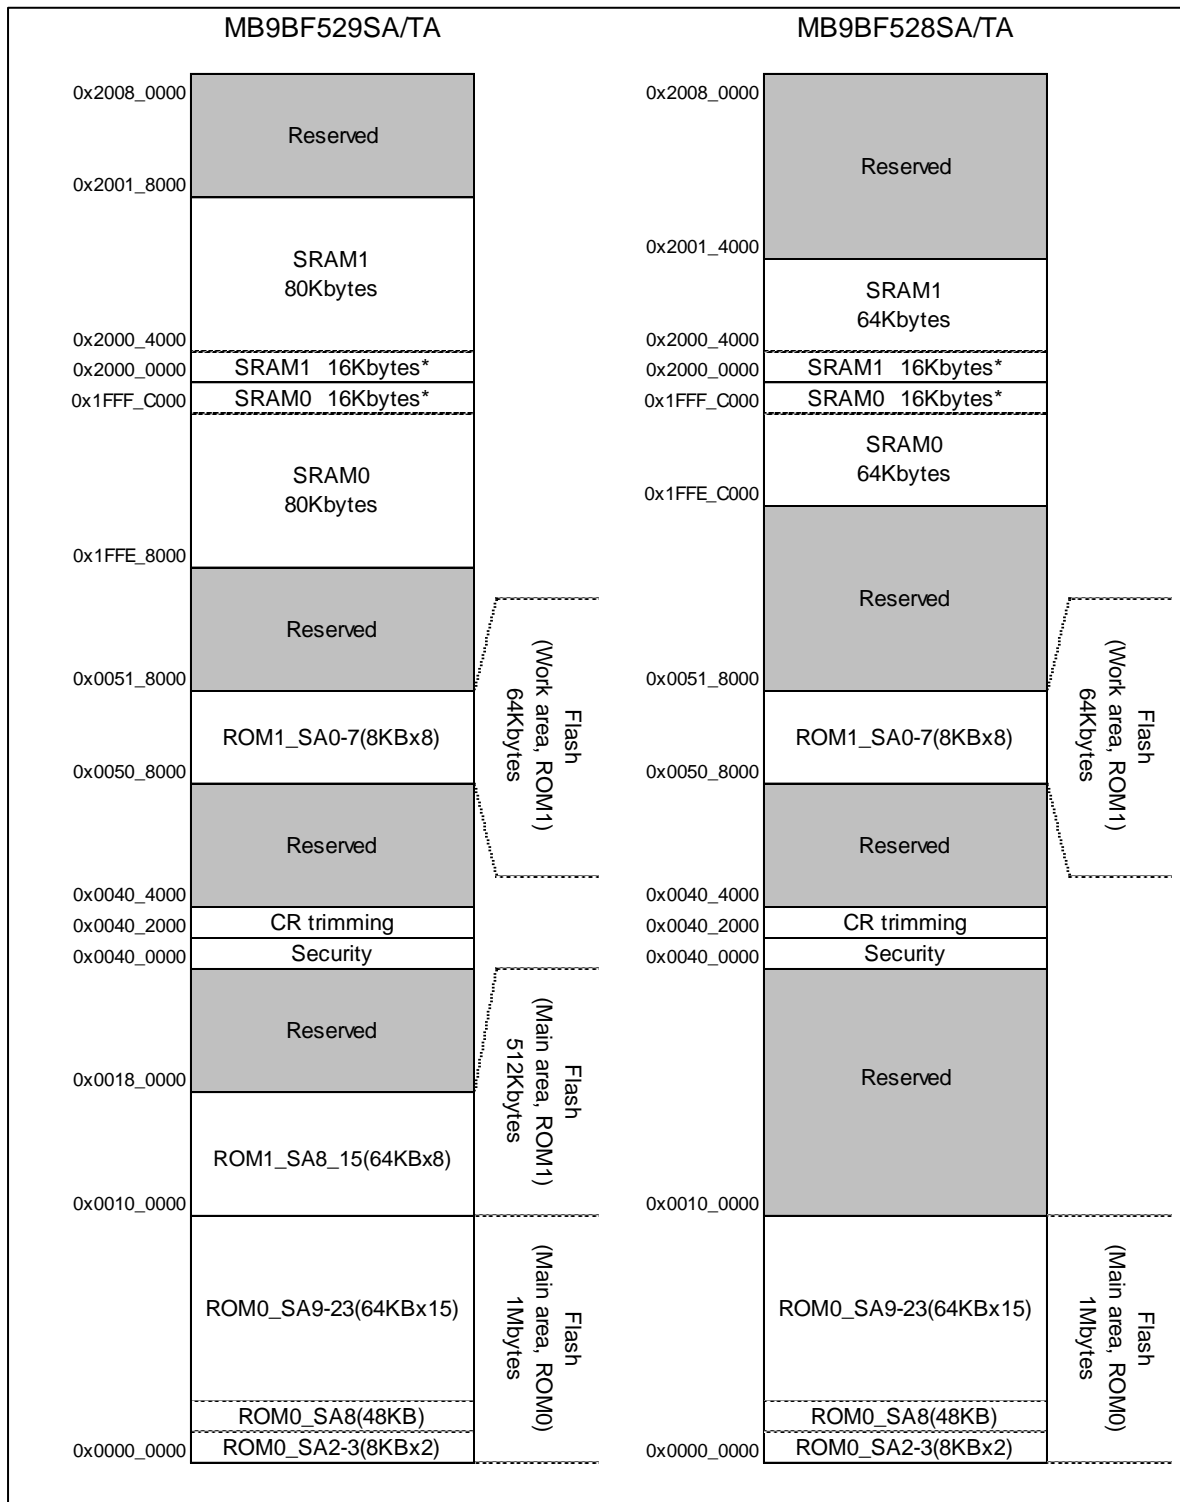 MB9BF529SA/TA
0x2008_0000
Reserved
0x2001_8000
SRAM1
80Kbytes
0x2000_4000
SRAM1 16Kbytes*
0x2000_0000
SRAM0 16Kbytes*
0x1FFF_C000
SRAM0
80Kbytes
0x1FFE_8000
Reserved
0x0051_8000
ROM1_SA0-7(8KBx8)
0x0050_8000
Flash
(Work area, ROM1)
64Kbytes
Reserved
0x0040_4000
CR trimming
0x0040_2000
Security
0x0040_0000
Reserved
0x0018_0000
Flash
(Main area, ROM1)
512Kbytes
ROM1_SA8_15(64KBx8)
0x0010_0000
ROM0_SA9-23(64KBx15)
Flash
(Main area, ROM0)
1Mbytes
ROM0_SA8(48KB)
ROM0_SA2-3(8KBx2)
0x0000_0000
MB9BF528SA/TA
0x2008_0000
Reserved
0x2001_4000
SRAM1
64Kbytes
0x2000_4000
SRAM1 16Kbytes*
0x2000_0000
SRAM0 16Kbytes*
0x1FFF_C000
SRAM0
64Kbytes
0x1FFE_C000
Reserved
0x0051_8000
ROM1_SA0-7(8KBx8)
0x0050_8000
Flash
(Work area, ROM1)
64Kbytes
Reserved
0x0040_4000
CR trimming
0x0040_2000
Security
0x0040_0000
Reserved
0x0010_0000
ROM0_SA9-23(64KBx15)
Flash
(Main area, ROM0)
1Mbytes
ROM0_SA8(48KB)
ROM0_SA2-3(8KBx2)
0x0000_0000